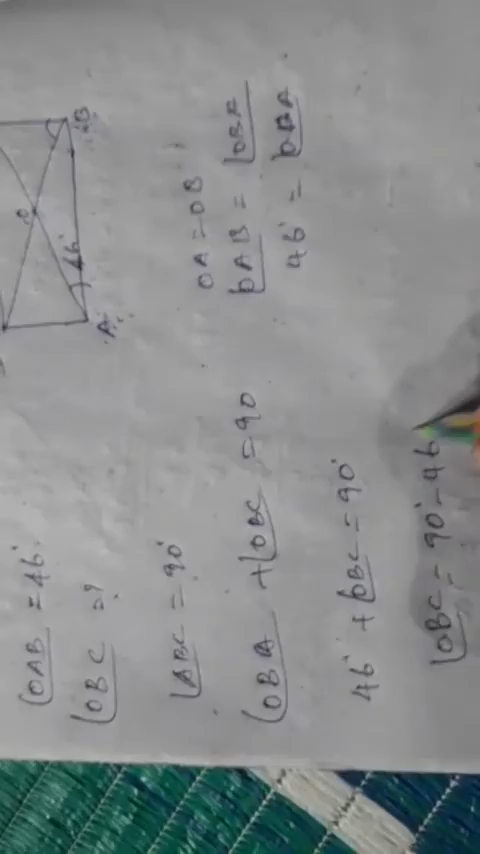 ∠OAB = 46°
∠OBC = ?
∠ABC = 90°
∠OBA + ∠OBC = 90
46° + ∠OBC = 90°
∠OBC = 90° - 46
B
O
46°
A
OA = OB
∠OAB = ∠OBA
46° = ∠OBA